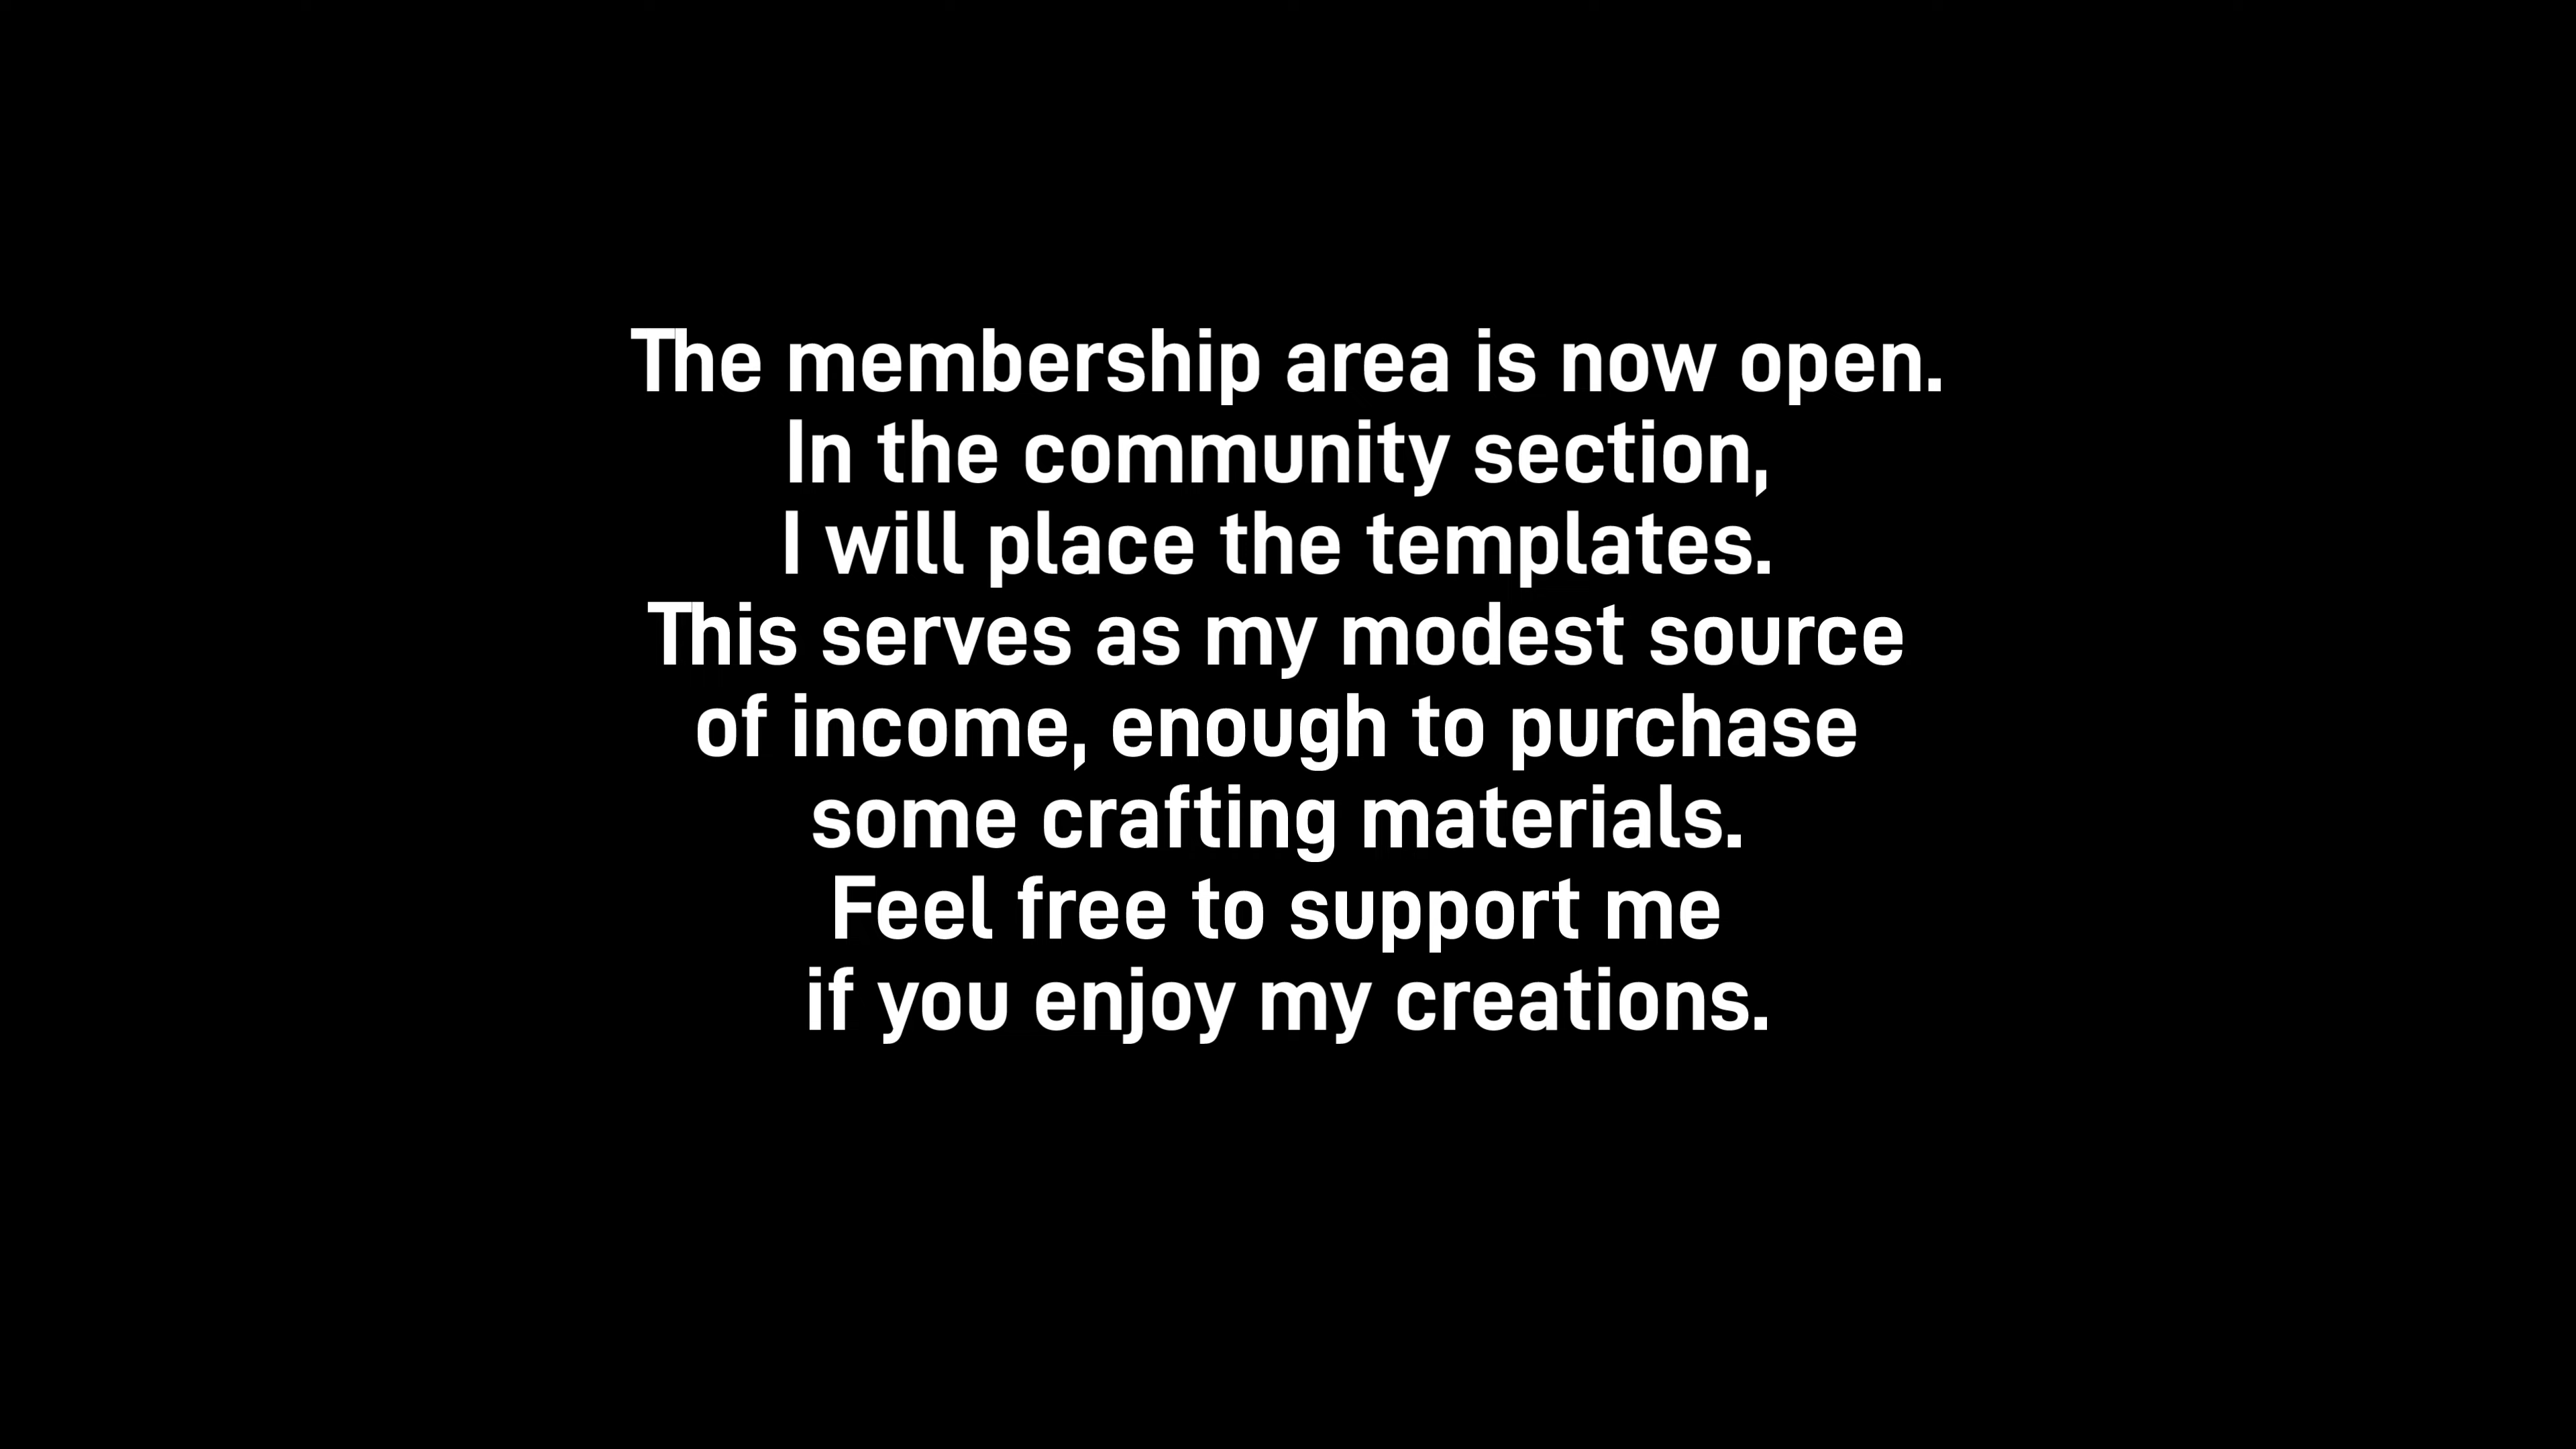 The membership area is now open.
In the community section,
I will place the templates.
This serves as my modest source
of income, enough to purchase
some crafting materials.
Feel free to support me
if you enjoy my creations.